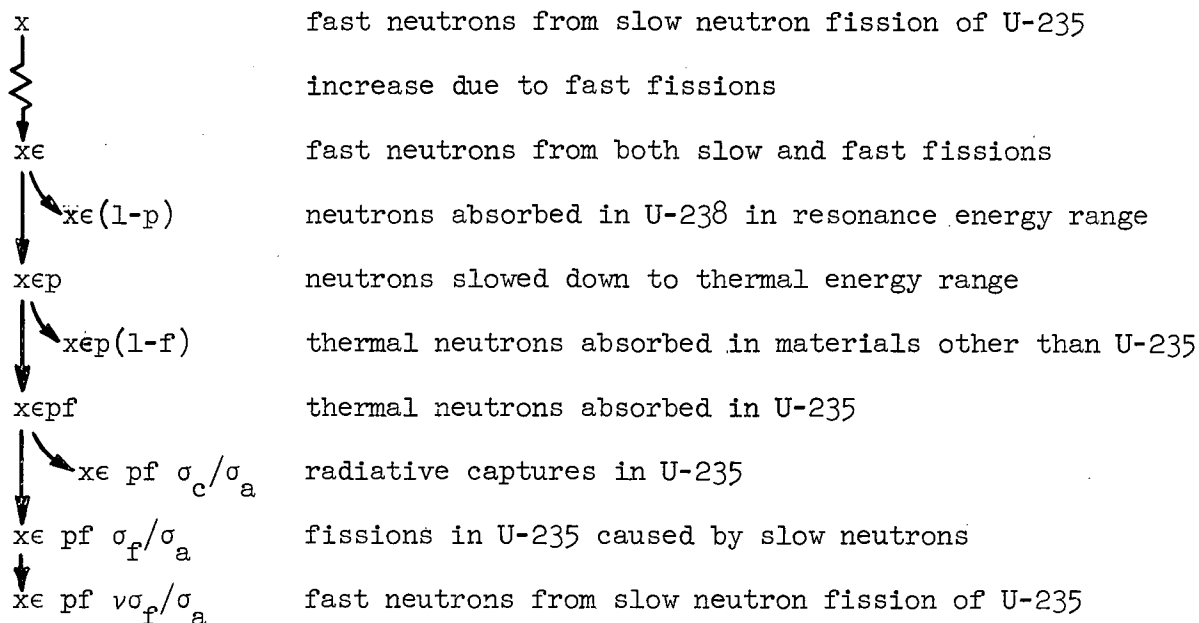 x fast neutrons from slow neutron fission of U-235
increase due to fast fissions
xϵ fast neutrons from both slow and fast fissions
xϵ(1-p) neutrons absorbed in U-238 in resonance energy range
xϵp neutrons slowed down to thermal energy range
xϵp(1-f) thermal neutrons absorbed in materials other than U-235
xϵpf thermal neutrons absorbed in U-235
xϵ pf σc/σa radiative captures in U-235
xϵ pf σf/σa fissions in U-235 caused by slow neutrons
xϵ pf νσf/σa fast neutrons from slow neutron fission of U-235